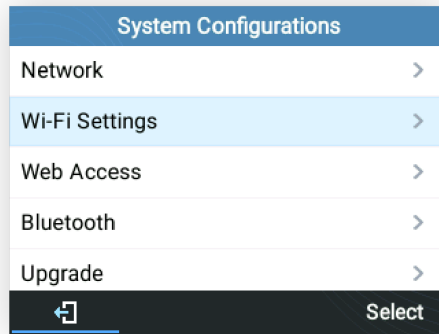 System Configurations
Network
Wi-Fi Settings
Web Access
Bluetooth
Upgrade
Select